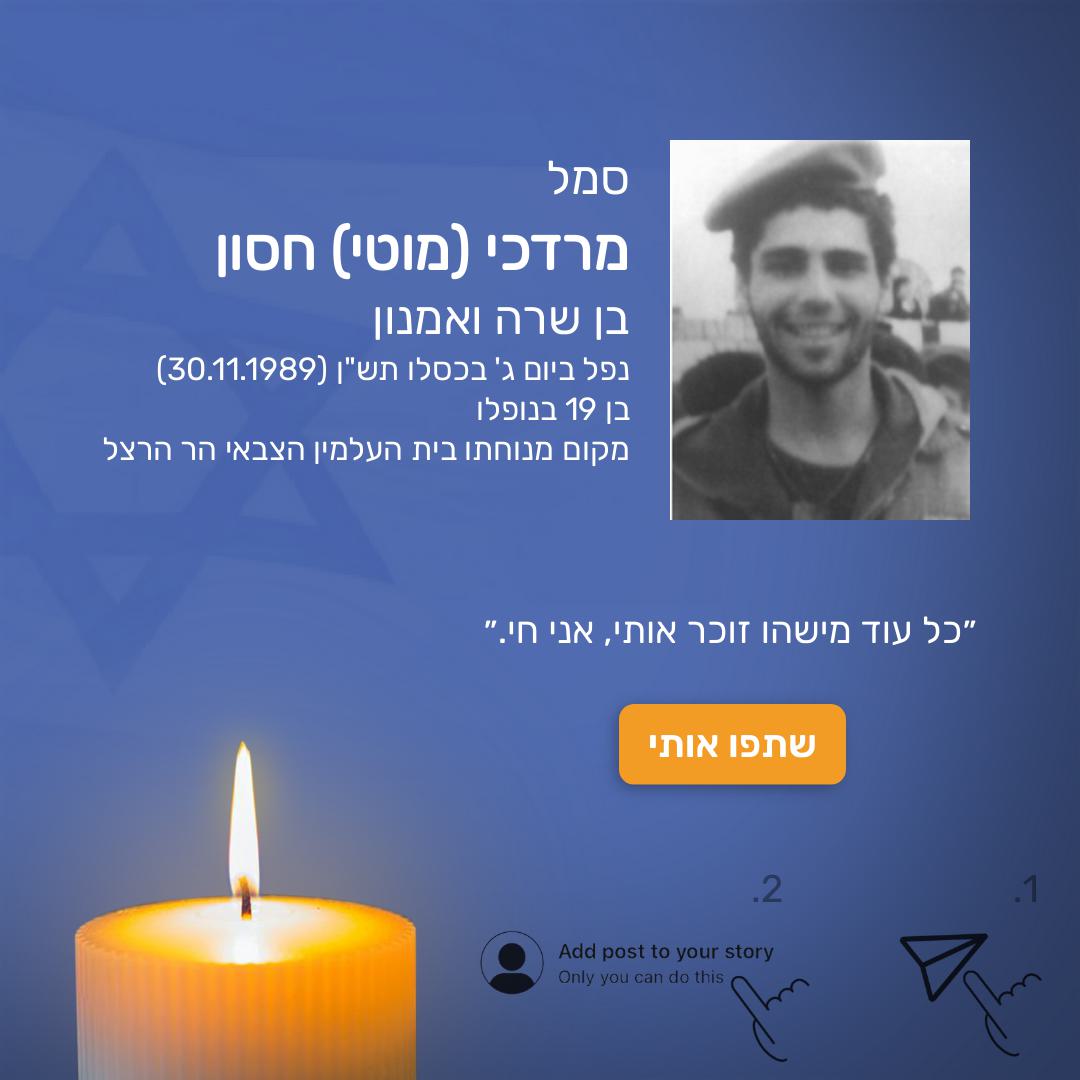 סמל
מרדכי (מוטי) חסון
בן שרה ואמנון
נפל ביום ג' בכסלו תש"ן (30.11.1989)
בן 19 בנופלו
מקום מנוחתו בית העלמין הצבאי הר הרצל
״כל עוד מישהו זוכר אותי, אני חי.״
שתפו אותי
1.
2.
Add post to your story
Only you can do this